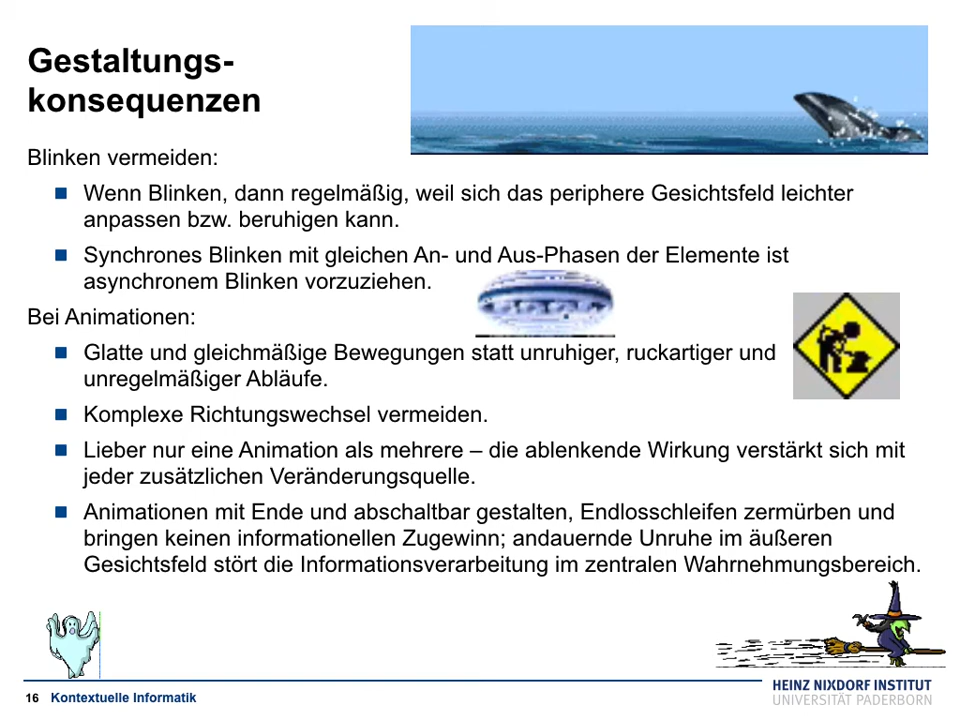 Gestaltungs-
konsequenzen
Blinken vermeiden:
Wenn Blinken, dann regelmäßig, weil sich das periphere Gesichtsfeld leichter
anpassen bzw. beruhigen kann.
Synchrones Blinken mit gleichen An- und Aus-Phasen der Elemente ist
asynchronem Blinken vorzuziehen.
Bei Animationen:
Glatte und gleichmäßige Bewegungen statt unruhiger, ruckartiger und
unregelmäßiger Abläufe.
Komplexe Richtungswechsel vermeiden.
Lieber nur eine Animation als mehrere – die ablenkende Wirkung verstärkt sich mit
jeder zusätzlichen Veränderungsquelle.
Animationen mit Ende und abschaltbar gestalten, Endlosschleifen zermürben und
bringen keinen informationellen Zugewinn; andauernde Unruhe im äußeren
Gesichtsfeld stört die Informationsverarbeitung im zentralen Wahrnehmungsbereich.
16 Kontextuelle Informatik
HEINZ NIXDORF INSTITUT
UNIVERSITÄT PADERBORN